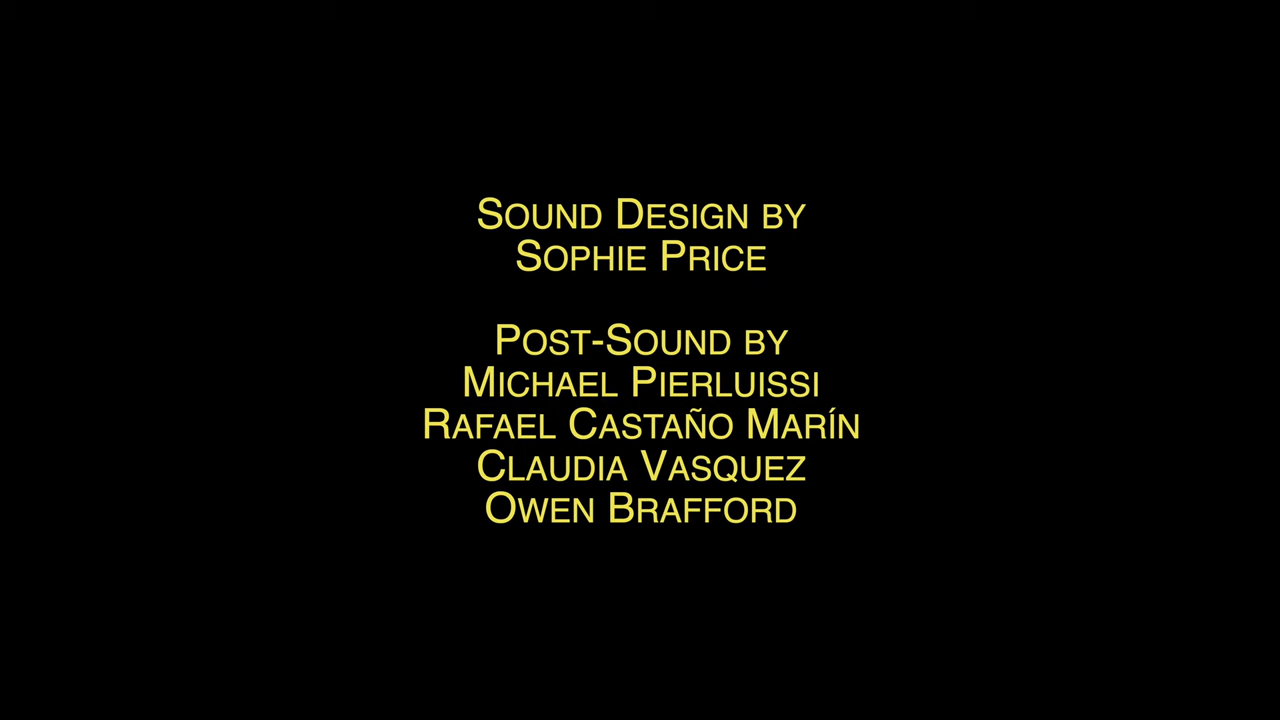 Sound Design by
Sophie Price
Post-Sound by
Michael Pierluissi
Rafael Castaño Marín
Claudia Vasquez
Owen Brafford